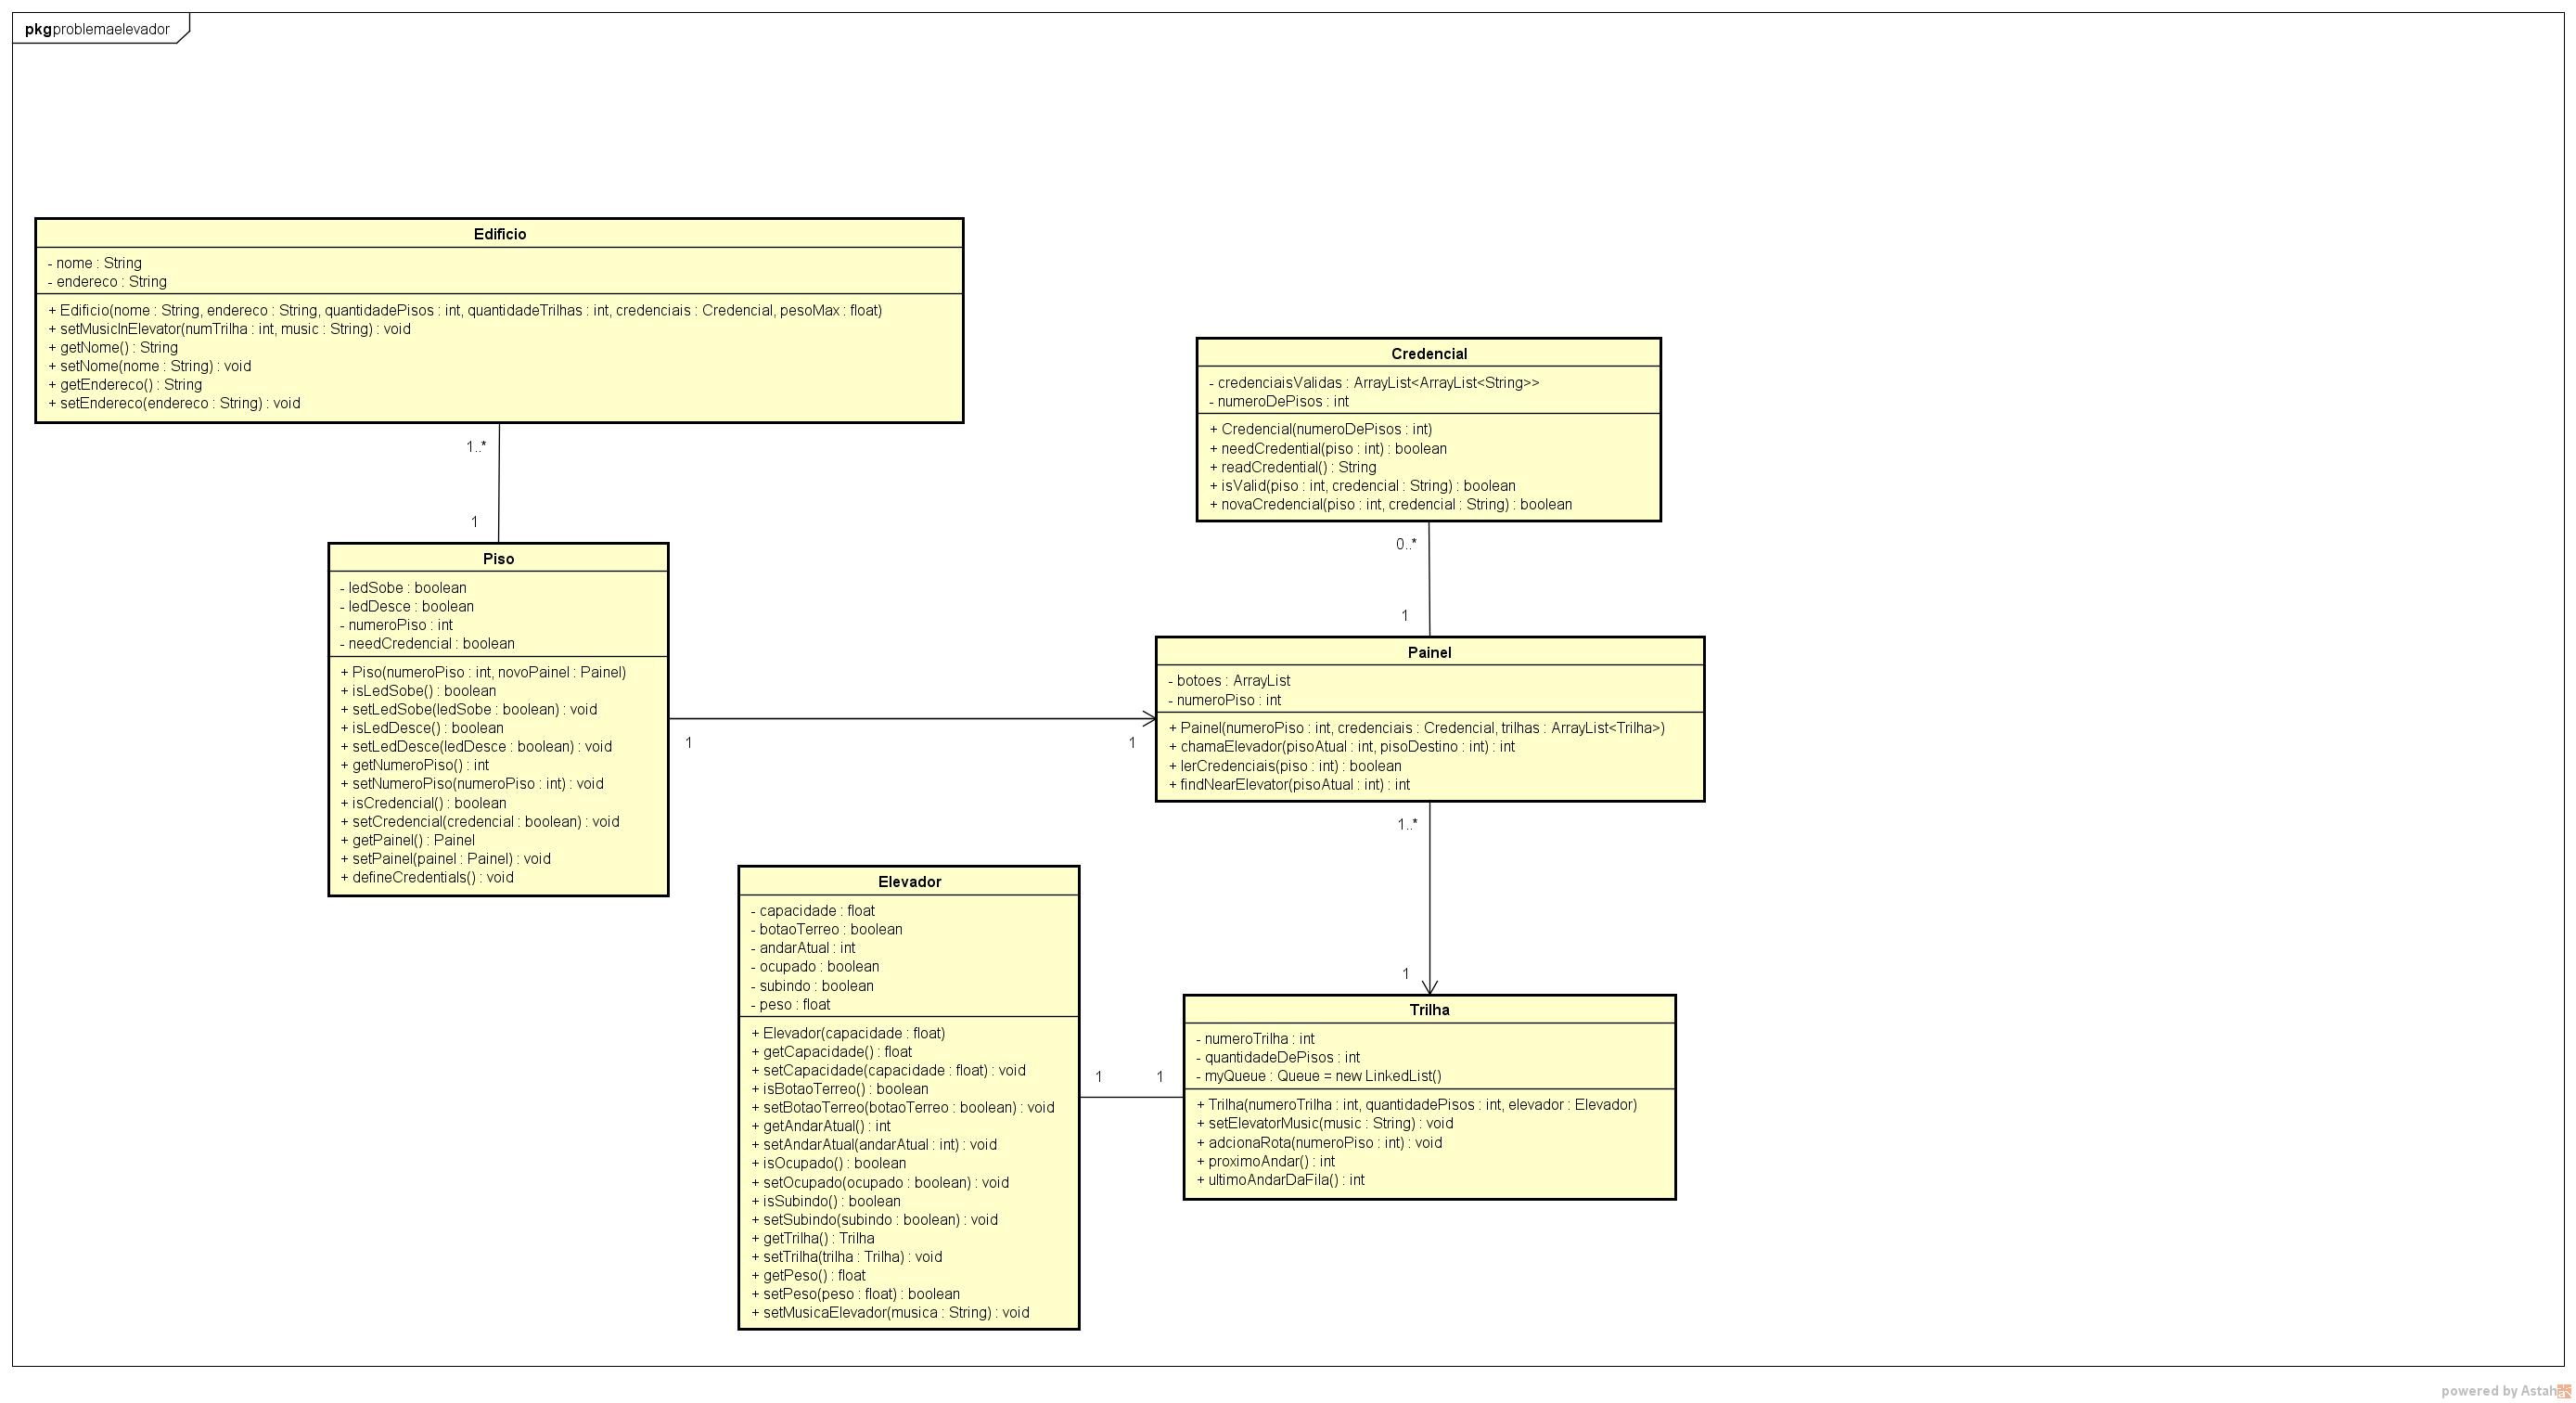 pkg problemaelevador
Edificio
- nome : String
- endereco : String
+ Edificio(nome : String, endereco : String, quantidadePisos : int, quantidadeTrilhas : int, credenciais : Credencial, pesoMax : float)
+ setMusicInElevator(numTrilha : int, music : String) : void
+ getNome() : String
+ setNome(nome : String) : void
+ getEndereco() : String
+ setEndereco(endereco : String) : void
1..*
1
Credencial
- credenciaisValidas : ArrayList<ArrayList<String>>
- numeroDePisos : int
+ Credencial(numeroDePisos : int)
+ needCredential(piso : int) : boolean
+ readCredential() : String
+ isValid(piso : int, credencial : String) : boolean
+ novaCredencial(piso : int, credencial : String) : boolean
0..*
1
Piso
- ledSobe : boolean
- ledDesce : boolean
- numeroPiso : int
- needCredencial : boolean
+ Piso(numeroPiso : int, novoPainel : Painel)
+ isLedSobe() : boolean
+ setLedSobe(ledSobe : boolean) : void
+ isLedDesce() : boolean
+ setLedDesce(ledDesce : boolean) : void
+ getNumeroPiso() : int
+ setNumeroPiso(numeroPiso : int) : void
+ isCredencial() : boolean
+ setCredencial(credencial : boolean) : void
+ getPainel() : Painel
+ setPainel(painel : Painel) : void
+ defineCredentials() : void
1
1
Painel
- botoes : ArrayList
- numeroPiso : int
+ Painel(numeroPiso : int, credenciais : Credencial, trilhas : ArrayList<Trilha>)
+ chamaElevador(pisoAtual : int, pisoDestino : int) : int
+ lerCredenciais(piso : int) : boolean
+ findNearElevator(pisoAtual : int) : int
1..*
1
Elevador
- capacidade : float
- botaoTerreo : boolean
- andarAtual : int
- ocupado : boolean
- subindo : boolean
- peso : float
+ Elevador(capacidade : float)
+ getCapacidade() : float
+ setCapacidade(capacidade : float) : void
+ isBotaoTerreo() : boolean
+ setBotaoTerreo(botaoTerreo : boolean) : void
+ getAndarAtual() : int
+ setAndarAtual(andarAtual : int) : void
+ isOcupado() : boolean
+ setOcupado(ocupado : boolean) : void
+ isSubindo() : boolean
+ setSubindo(subindo : boolean) : void
+ getTrilha() : Trilha
+ setTrilha(trilha : Trilha) : void
+ getPeso() : float
+ setPeso(peso : float) : boolean
+ setMusicaElevador(musica : String) : void
1
1
Trilha
- numeroTrilha : int
- quantidadeDePisos : int
- myQueue : Queue = new LinkedList()
+ Trilha(numeroTrilha : int, quantidadePisos : int, elevador : Elevador)
+ setElevatorMusic(music : String) : void
+ adcionaRota(numeroPiso : int) : void
+ proximoAndar() : int
+ ultimoAndarDaFila() : int
powered by Astah